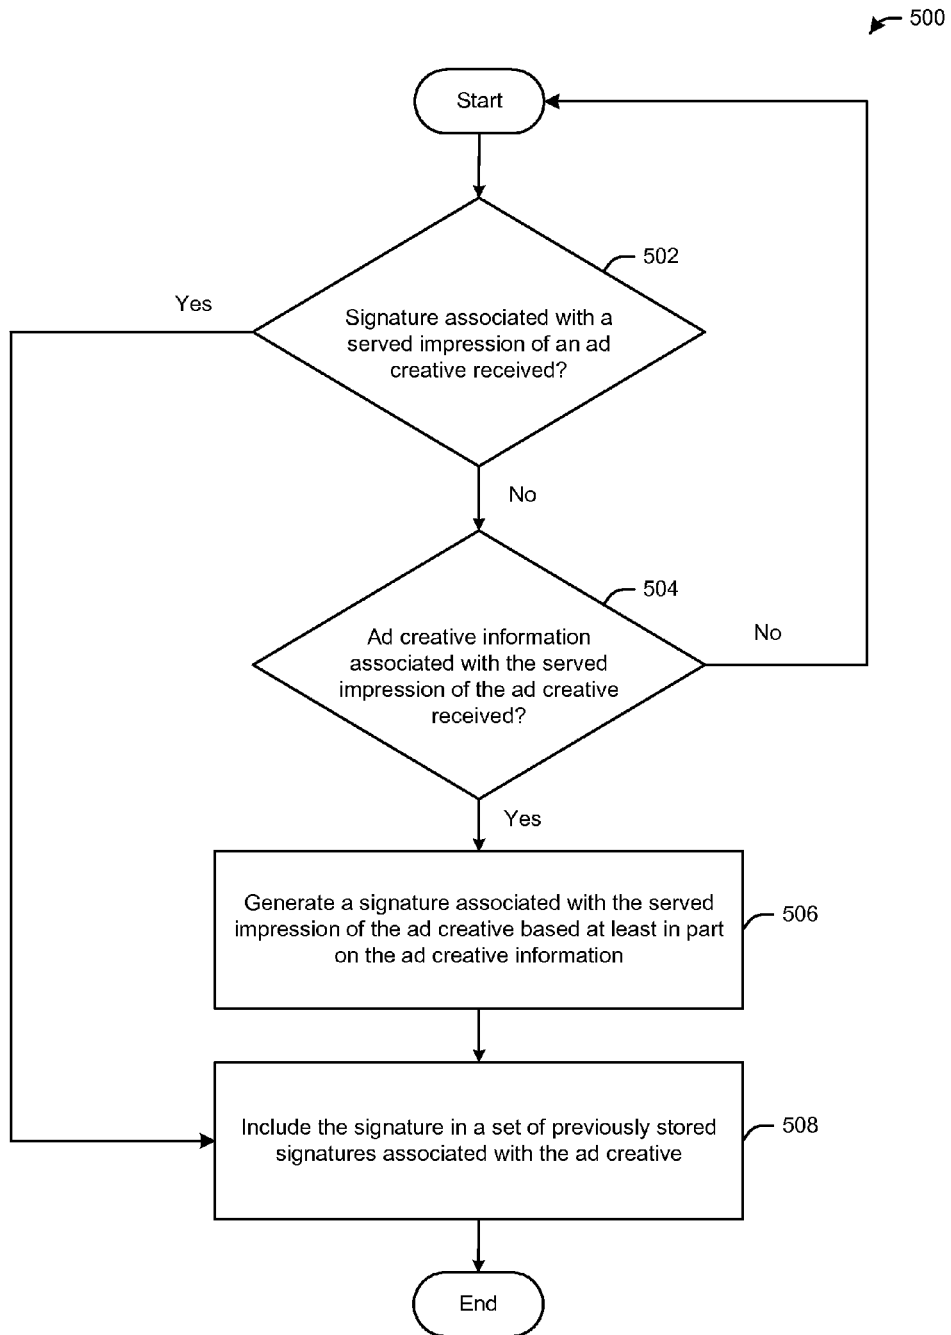 500
Start
502
Yes
Signature associated with a
served impression of an ad
creative received?
No
504
Ad creative information
associated with the served
impression of the ad creative
received?
No
Yes
Generate a signature associated with the served
impression of the ad creative based at least in part
on the ad creative information
506
Include the signature in a set of previously stored
signatures associated with the ad creative
508
End